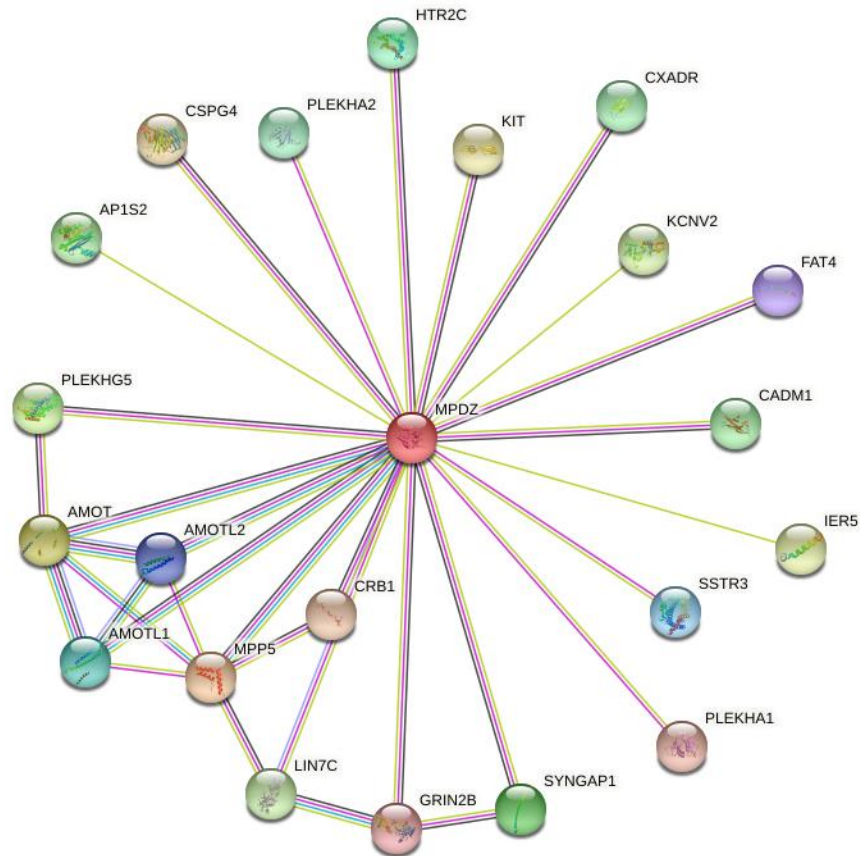 HTR2C
CXADR
PLEKHA2
CSPG4
KIT
AP1S2
KCNV2
FAT4
PLEKHG5
MPDZ
CADM1
AMOT
AMOTL2
IER5
CRB1
SSTR3
AMOTL1
MPP5
PLEKHA1
LIN7C
SYNGAP1
GRIN2B